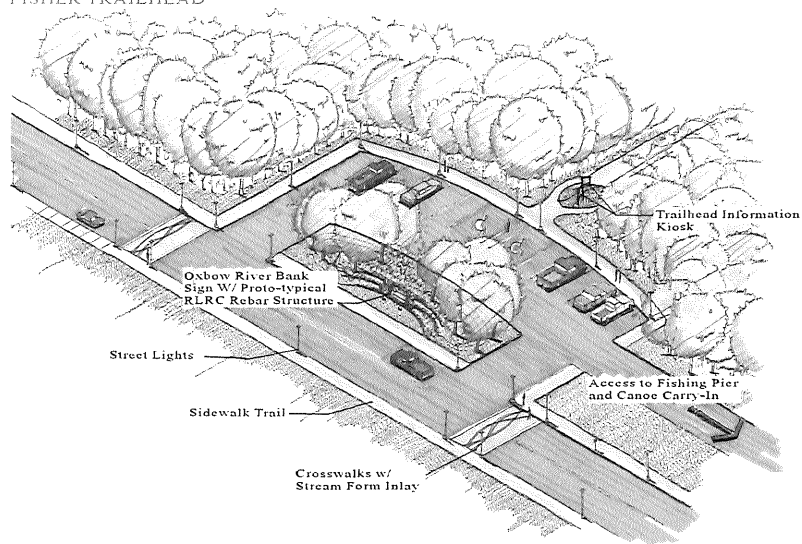 FISHER TRAILHEAD
Trailhead Information
Kiosk
Oxbow River Bank
Sign W/ Proto-typical
RLRC Rebar Structure
Street Lights
Access to Fishing Pier
and Canoe Carry-In
Sidewalk Trail
Crosswalks w/
Stream Form Inlay